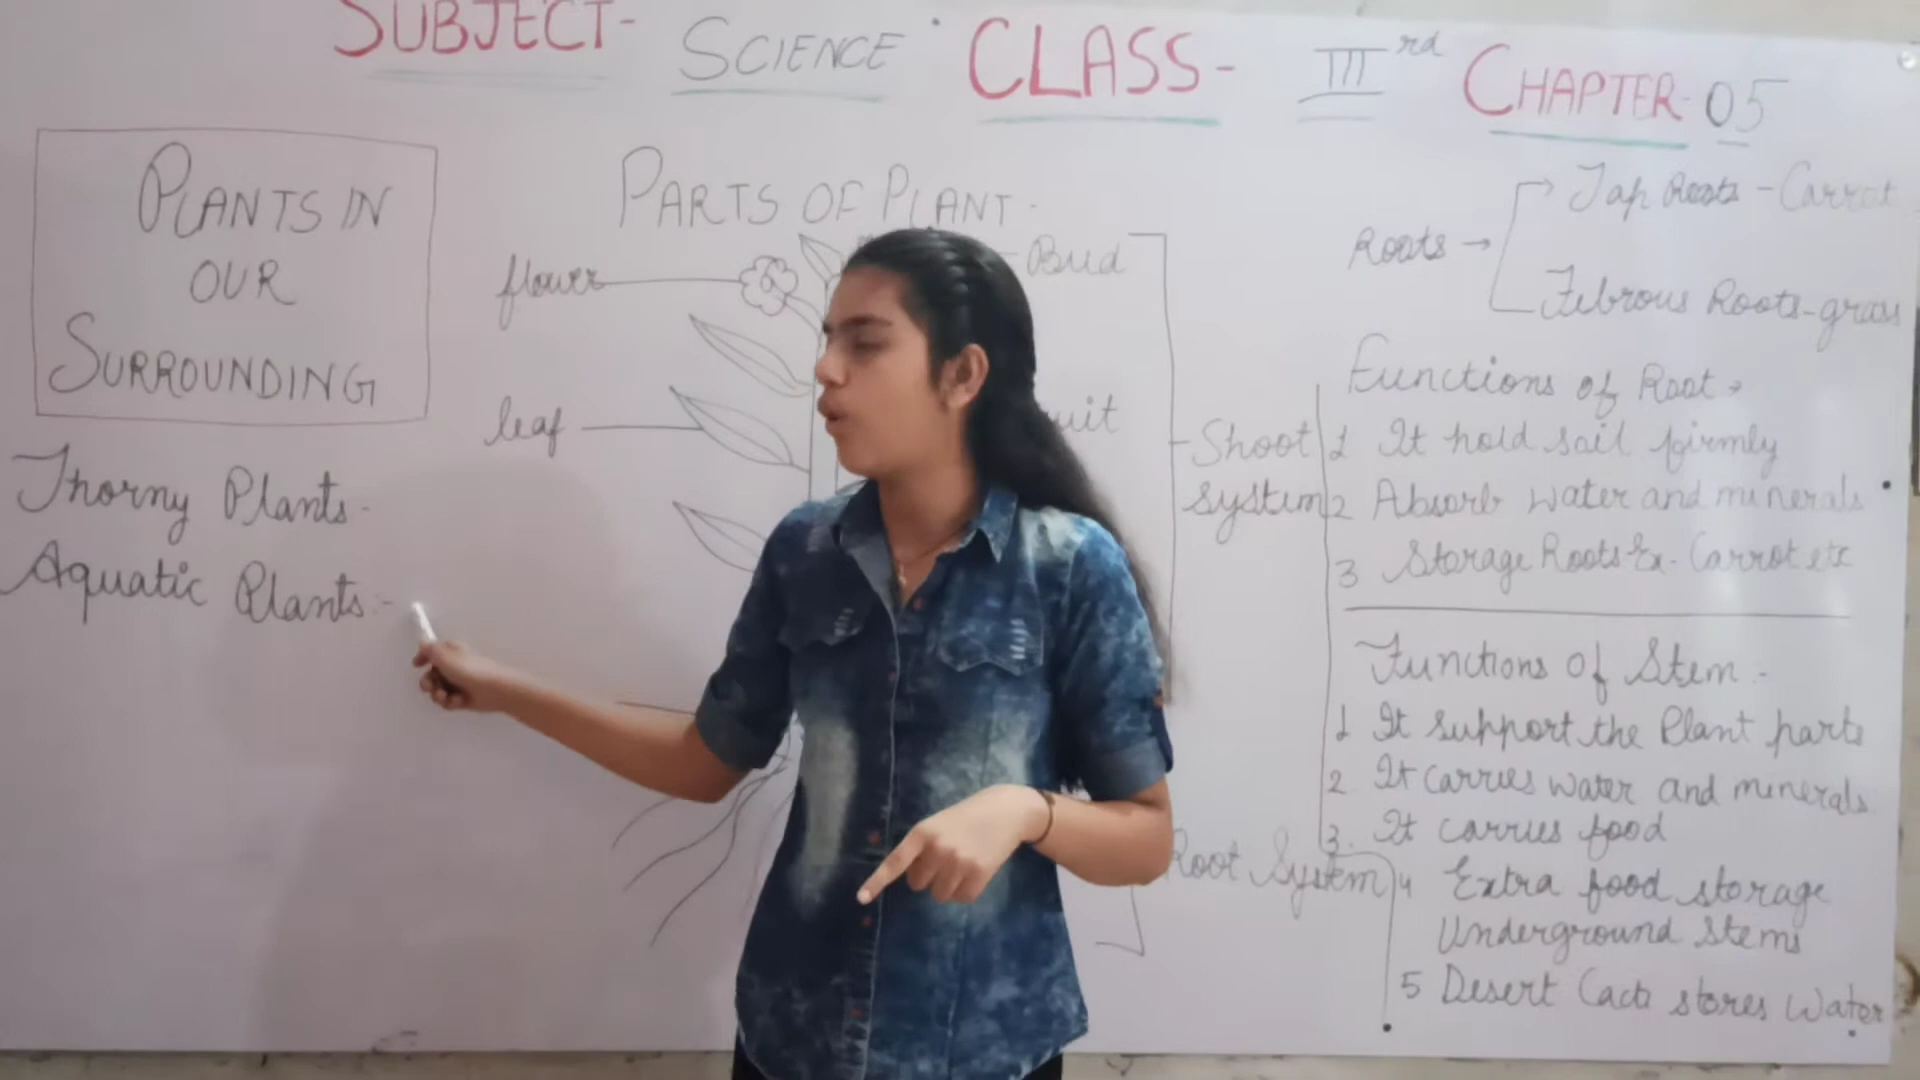 SUBJECT- SCIENCE CLASS- IIIrd CHAPTER-05
PLANTS IN
OUR
SURROUNDING
Thorny Plants-
Aquatic Plants:-
PARTS OF PLANT-
flower
Bud
leaf
Shoot
system
Root System
Roots →
Tap Roots - Carrot
Febrous Roots-grass
Functions of Root-
1 It hold sail firmly
2 Absorb water and minerals
3 Storage Roots Ex- Carrot etc
Functions Of Stem-
1 It support the Plant parts
2. It carries water and minerals
3. It carries food
4 Extra food storage
Underground Stems
5 Desert Cacti stores Water